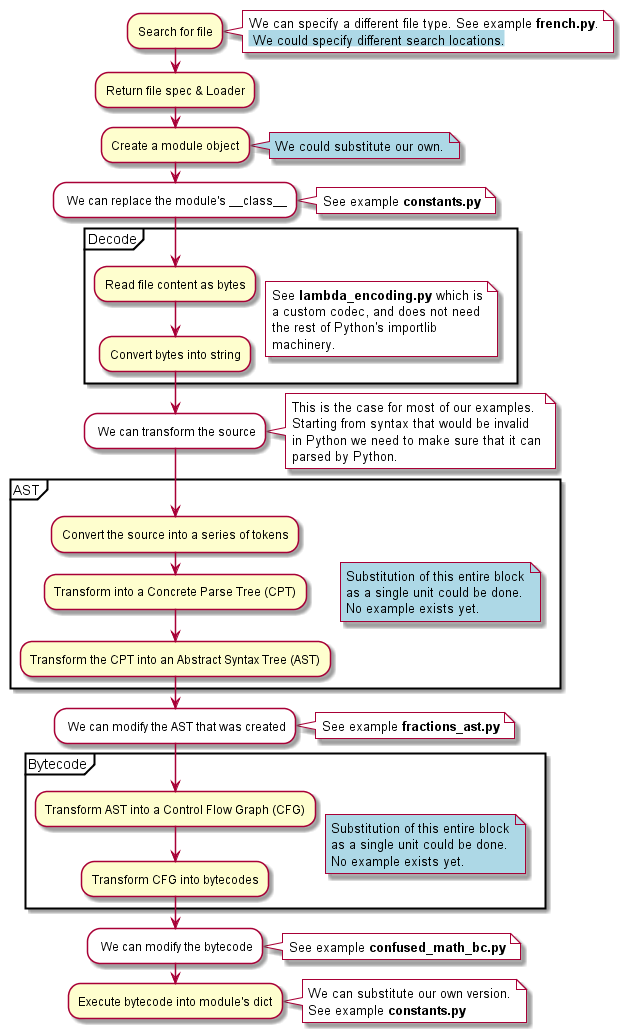 Search for file
We can specify a different file type. See example french.py.
We could specify different search locations.
Return file spec & Loader
Create a module object
We could substitute our own.
We can replace the module's __class__
See example constants.py
Decode
Read file content as bytes
See lambda_encoding.py which is
a custom codec, and does not need
the rest of Python's importlib
machinery.
Convert bytes into string
We can transform the source
This is the case for most of our examples.
Starting from syntax that would be invalid
in Python we need to make sure that it can
parsed by Python.
AST
Convert the source into a series of tokens
Transform into a Concrete Parse Tree (CPT)
Substitution of this entire block
as a single unit could be done.
No example exists yet.
Transform the CPT into an Abstract Syntax Tree (AST)
We can modify the AST that was created
See example fractions_ast.py
Bytecode
Transform AST into a Control Flow Graph (CFG)
Substitution of this entire block
as a single unit could be done.
No example exists yet.
Transform CFG into bytecodes
We can modify the bytecode
See example confused_math_bc.py
Execute bytecode into module's dict
We can substitute our own version.
See example constants.py